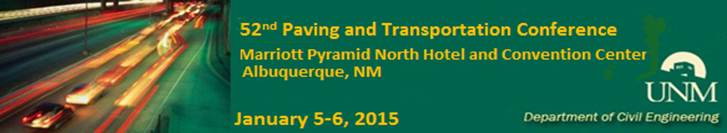 52nd Paving and Transportation Conference
Marriott Pyramid North Hotel and Convention Center
Albuquerque, NM
January 5-6, 2015
UNM
Department of Civil Engineering